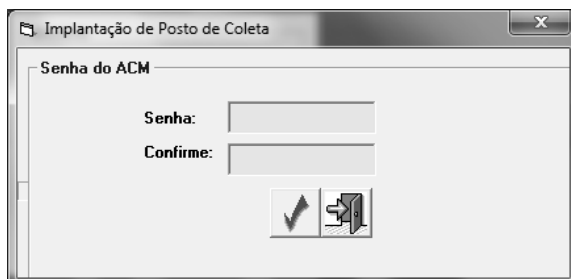 Implantação de Posto de Coleta
Senha do ACM
Senha:
Confirme: